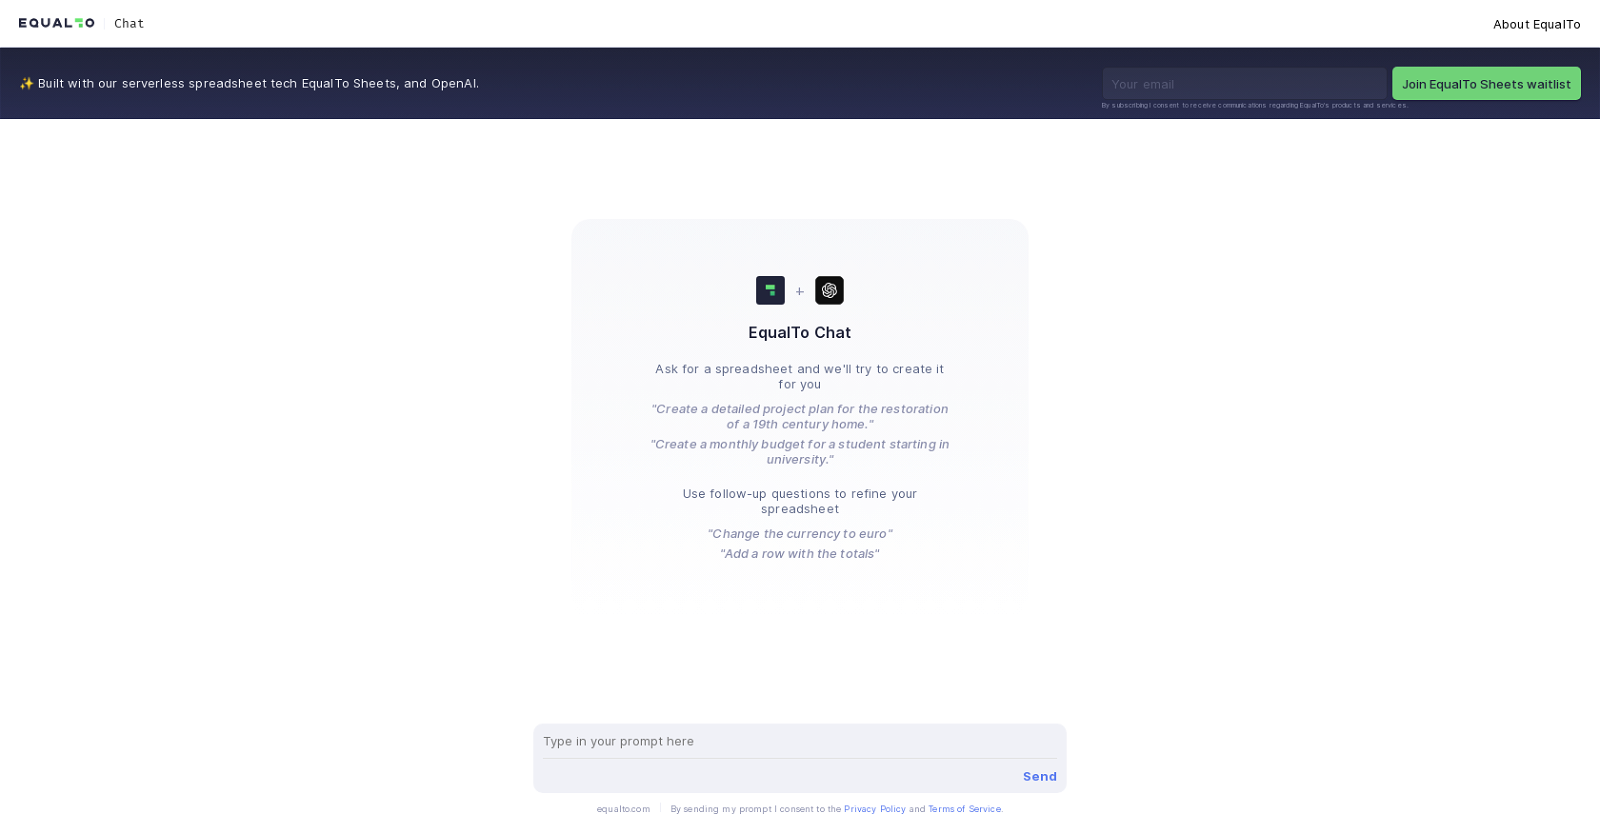 EQUALTO Chat
About EqualTo
✨ Built with our serverless spreadsheet tech EqualTo Sheets, and OpenAI.
Your email
Join EqualTo Sheets waitlist
By subscribing I consent to receive communications regarding EqualTo's products and services.
+
EqualTo Chat
Ask for a spreadsheet and we'll try to create it
for you
"Create a detailed project plan for the restoration
of a 19th century home."
"Create a monthly budget for a student starting in
university."
Use follow-up questions to refine your
spreadsheet
"Change the currency to euro"
"Add a row with the totals"
Type in your prompt here
Send
equalto.com
By sending my prompt I consent to the Privacy Policy and Terms of Service.